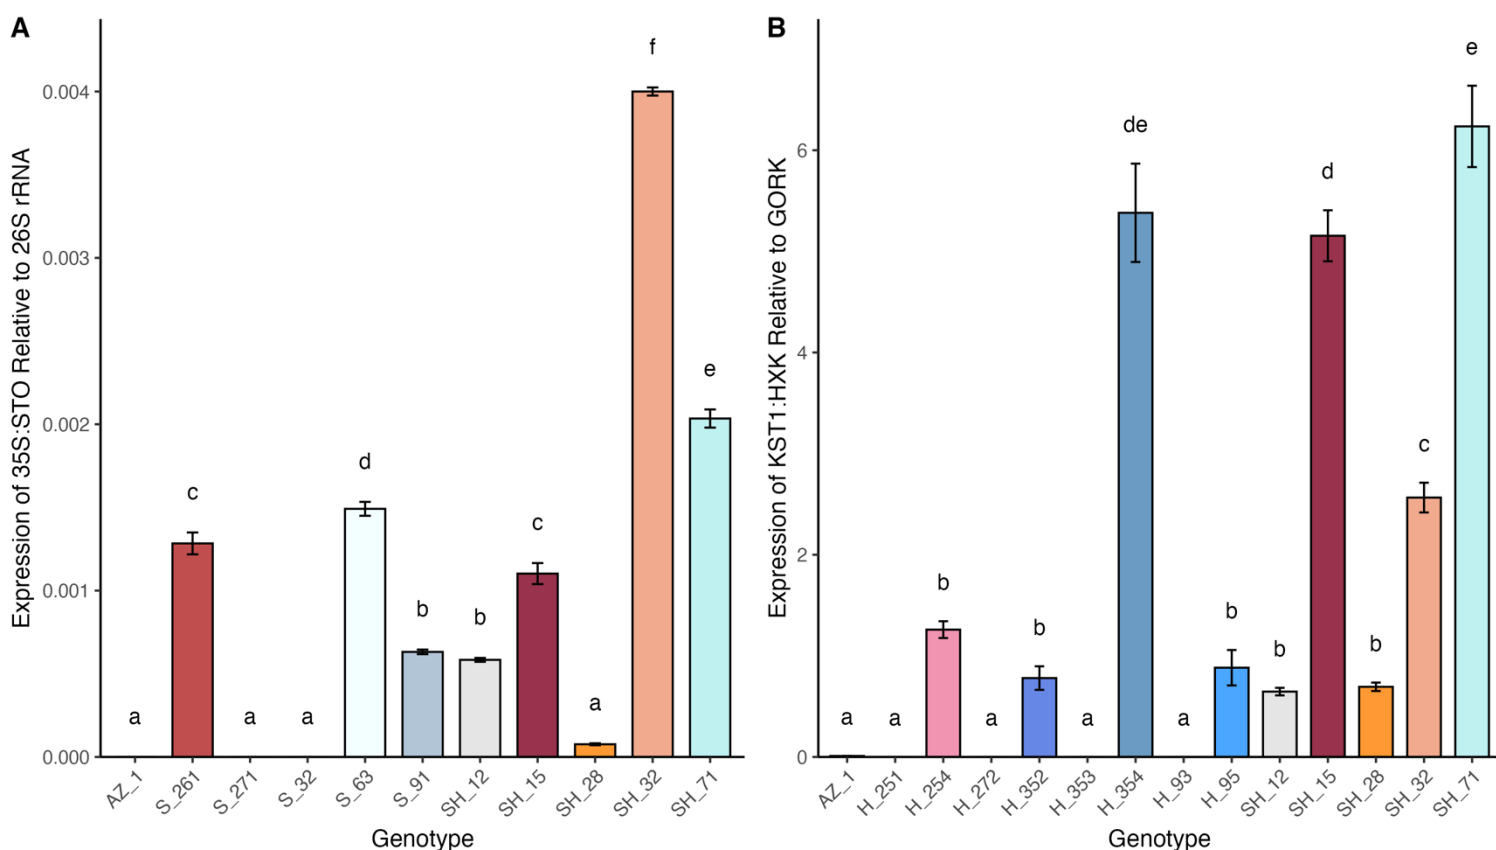 A
Expression of 35S:STO Relative to 26S rRNA
0.004
0.003
0.002
0.001
0.000
a
c
a
a
d
b
b
c
a
f
e
AZ_1
S_261
S_271
S_32
S_63
S_91
SH_12
SH_15
SH_28
SH_32
SH_71
Genotype
B
Expression of KST1:HXK Relative to GORK
6
4
2
0
a
a
b
a
b
a
de
a
b
b
d
b
c
e
AZ_1
H_251
H_254
H_272
H_352
H_353
H_354
H_93
H_95
SH_12
SH_15
SH_28
SH_32
SH_71
Genotype